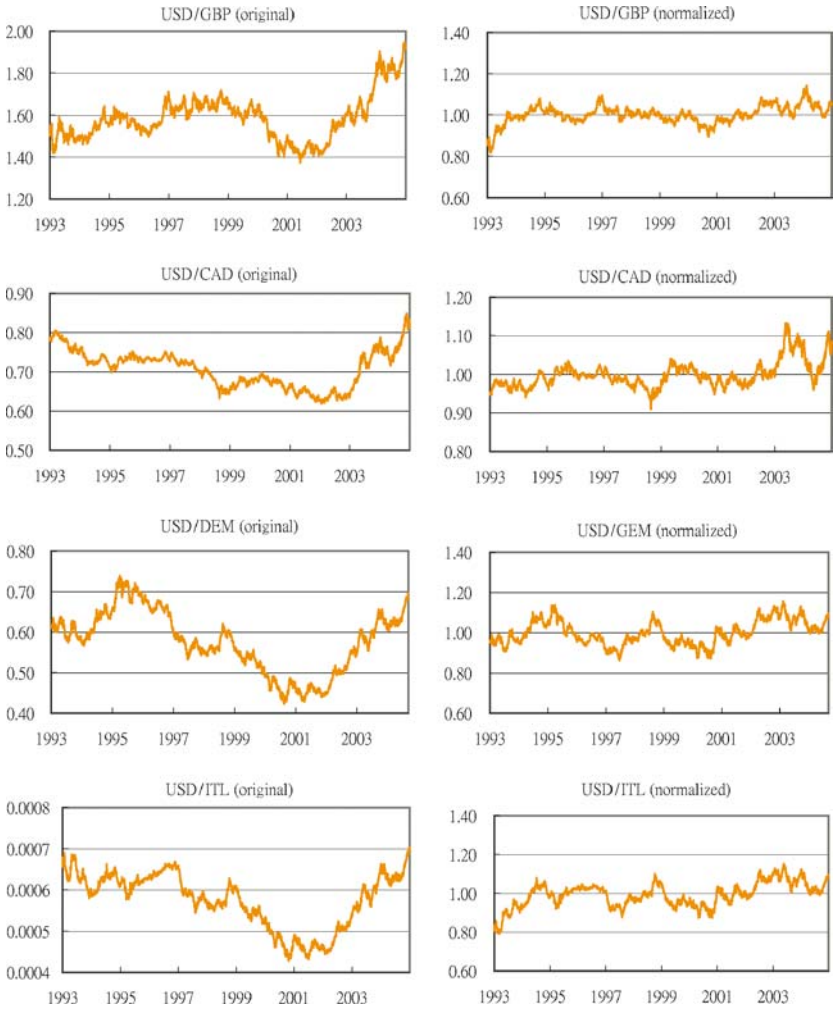 USD/GBP (original)
2.00
1.80
1.60
1.40
1.20
1993 1995 1997 1999 2001 2003
USD/GBP (normalized)
1.40
1.20
1.00
0.80
0.60
1993 1995 1997 1999 2001 2003
USD/CAD (original)
0.90
0.80
0.70
0.60
0.50
1993 1995 1997 1999 2001 2003
USD/CAD (normalized)
1.20
1.10
1.00
0.90
0.80
1993 1995 1997 1999 2001 2003
USD/DEM (original)
0.80
0.70
0.60
0.50
0.40
1993 1995 1997 1999 2001 2003
USD/GEM (normalized)
1.40
1.20
1.00
0.80
0.60
1993 1995 1997 1999 2001 2003
USD/ITL (original)
0.0008
0.0007
0.0006
0.0005
0.0004
1993 1995 1997 1999 2001 2003
USD/ITL (normalized)
1.40
1.20
1.00
0.80
0.60
1993 1995 1997 1999 2001 2003